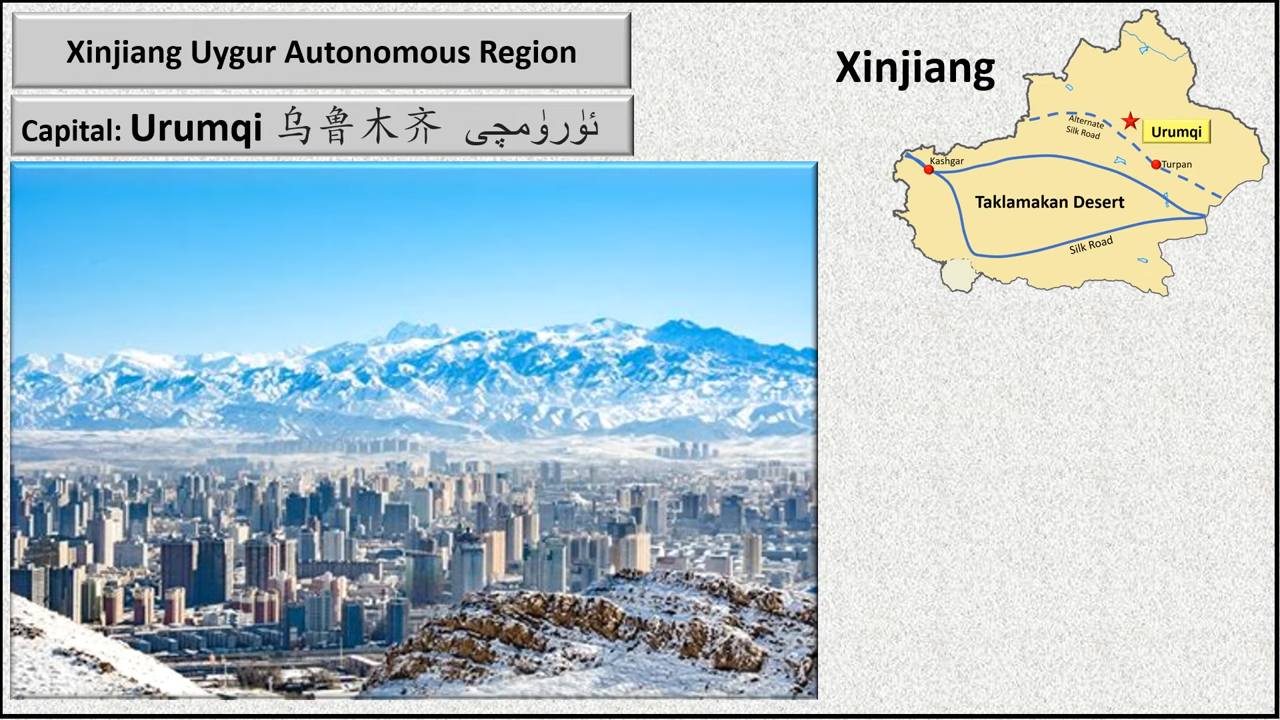 Xinjiang Uygur Autonomous Region
Capital: Urumqi 乌鲁木齐 ئۈرۈمچى
Xinjiang
Alternate
Silk Road
Urumqi
Kashgar
Turpan
Taklamakan Desert
Silk Road